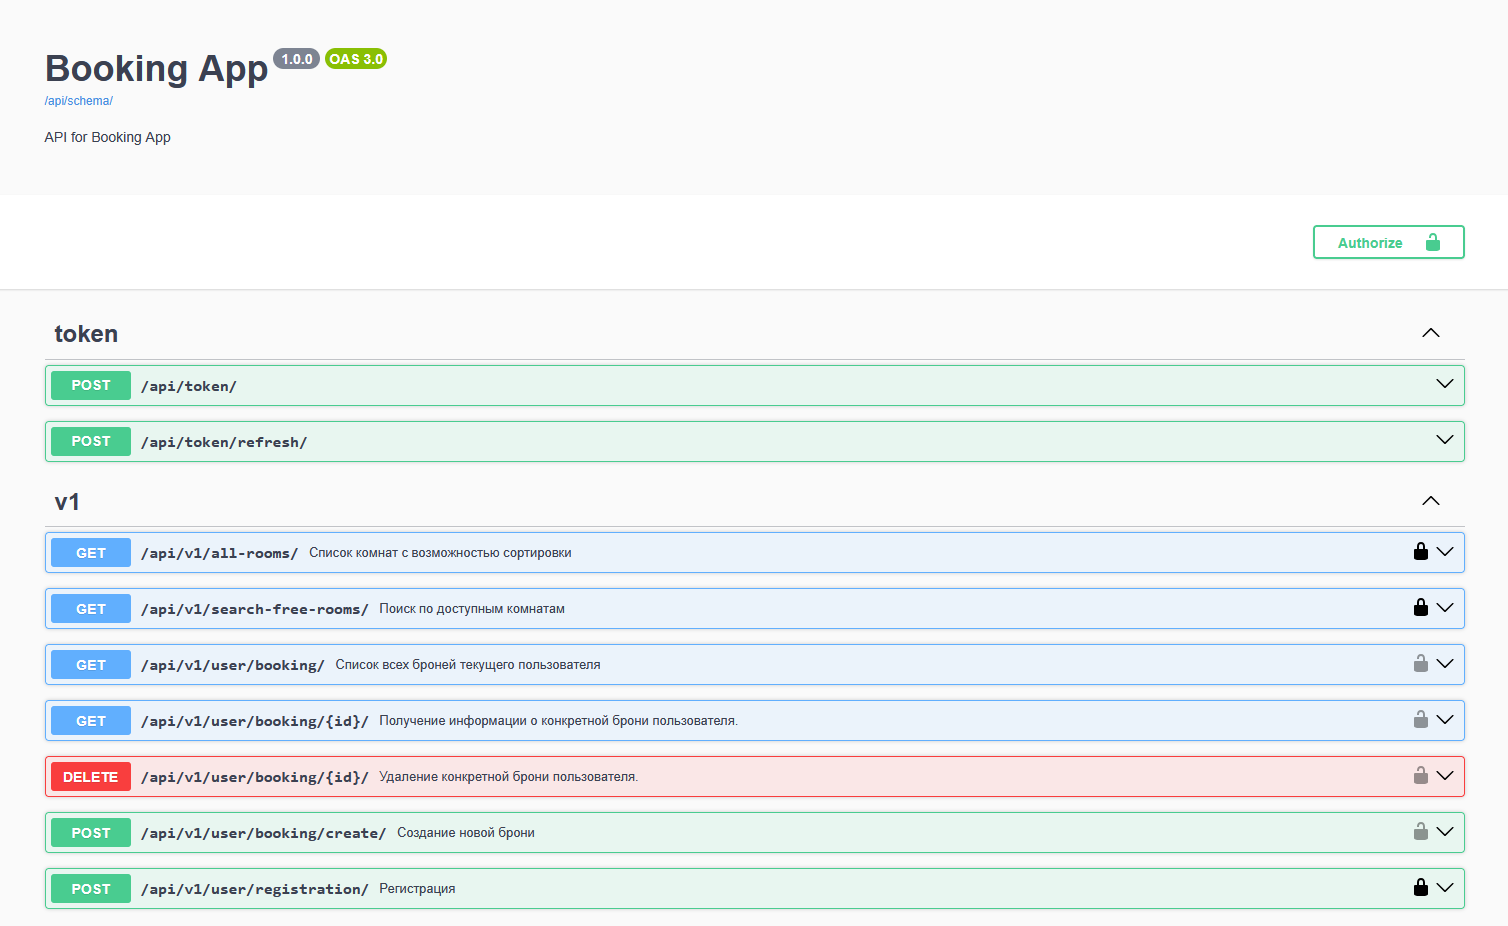 Booking App 1.0.0 OAS 3.0
/api/schema/
API for Booking App
Authorize
token
POST /api/token/
POST /api/token/refresh/
v1
GET /api/v1/all-rooms/ Список комнат с возможностью сортировки
GET /api/v1/search-free-rooms/ Поиск по доступным комнатам
GET /api/v1/user/booking/ Список всех броней текущего пользователя
GET /api/v1/user/booking/{id}/ Получение информации о конкретной брони пользователя.
DELETE /api/v1/user/booking/{id}/ Удаление конкретной брони пользователя.
POST /api/v1/user/booking/create/ Создание новой брони
POST /api/v1/user/registration/ Регистрация